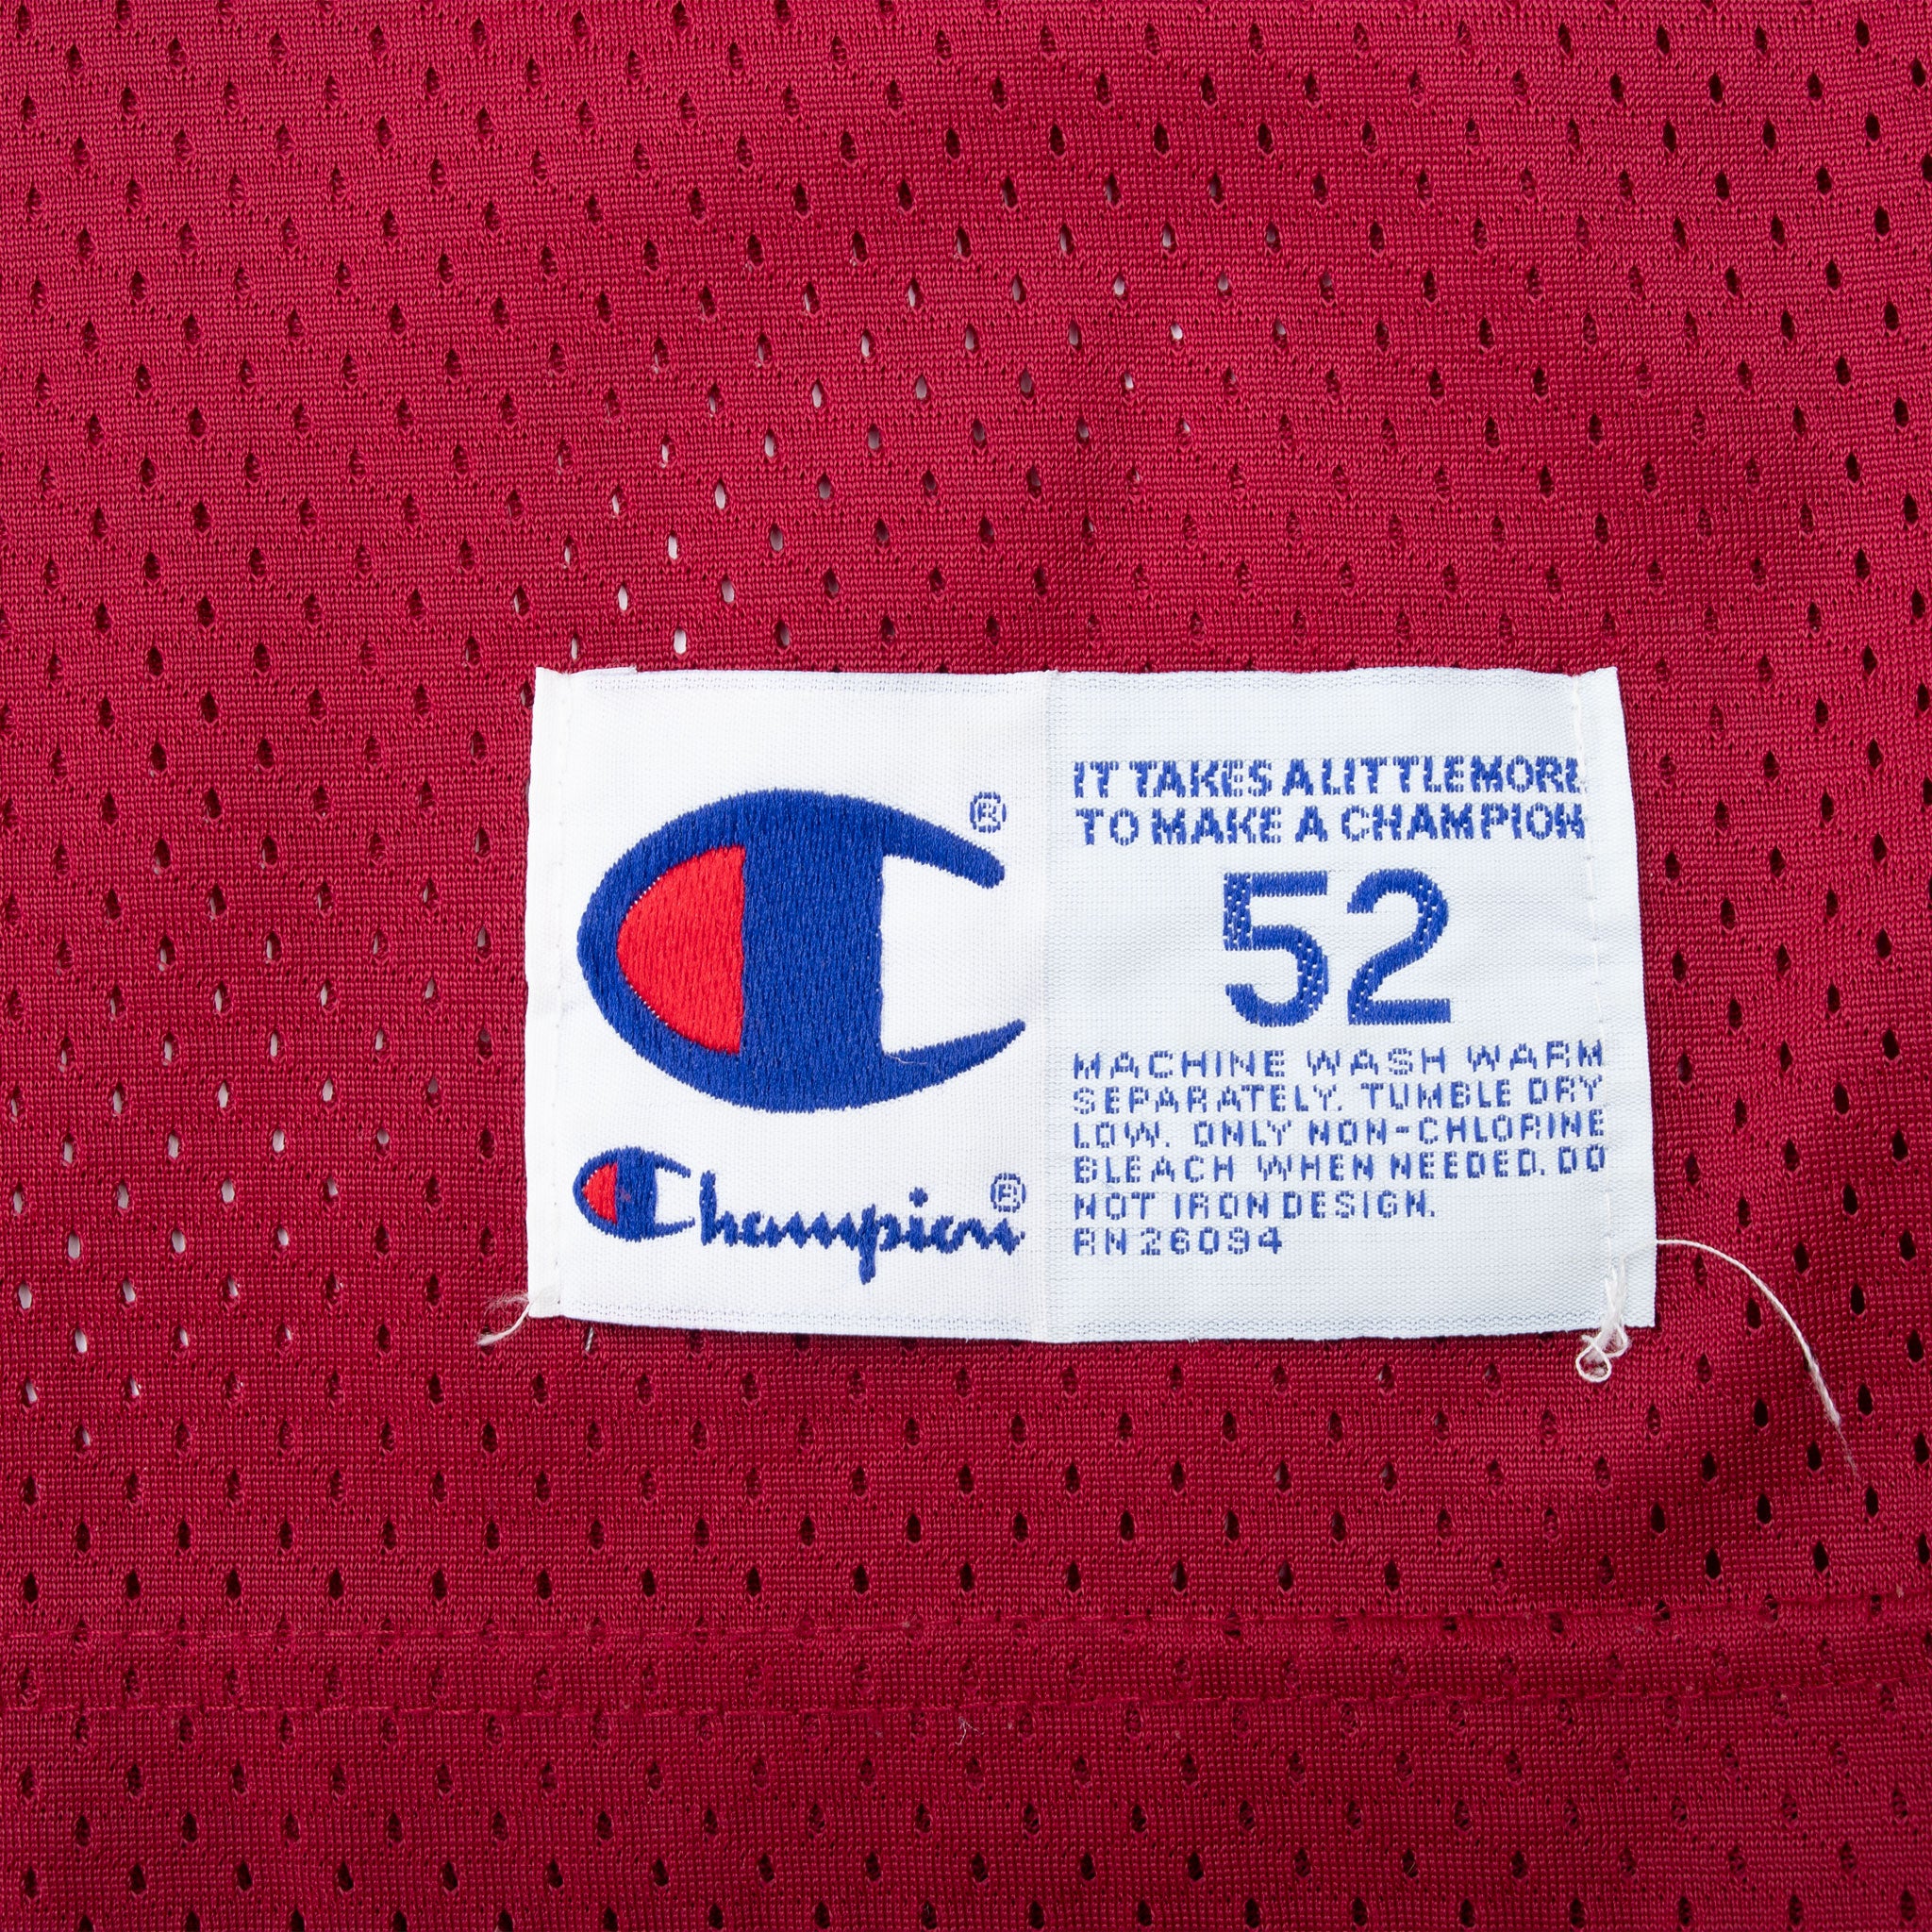 ®
Champion®
IT TAKES A LITTLE MORE
TO MAKE A CHAMPION
52
MACHINE WASH WARM
SEPARATELY. TUMBLE DRY
LOW. ONLY NON-CHLORINE
BLEACH WHEN NEEDED. DO
NOT IRON DESIGN.
RN 26094